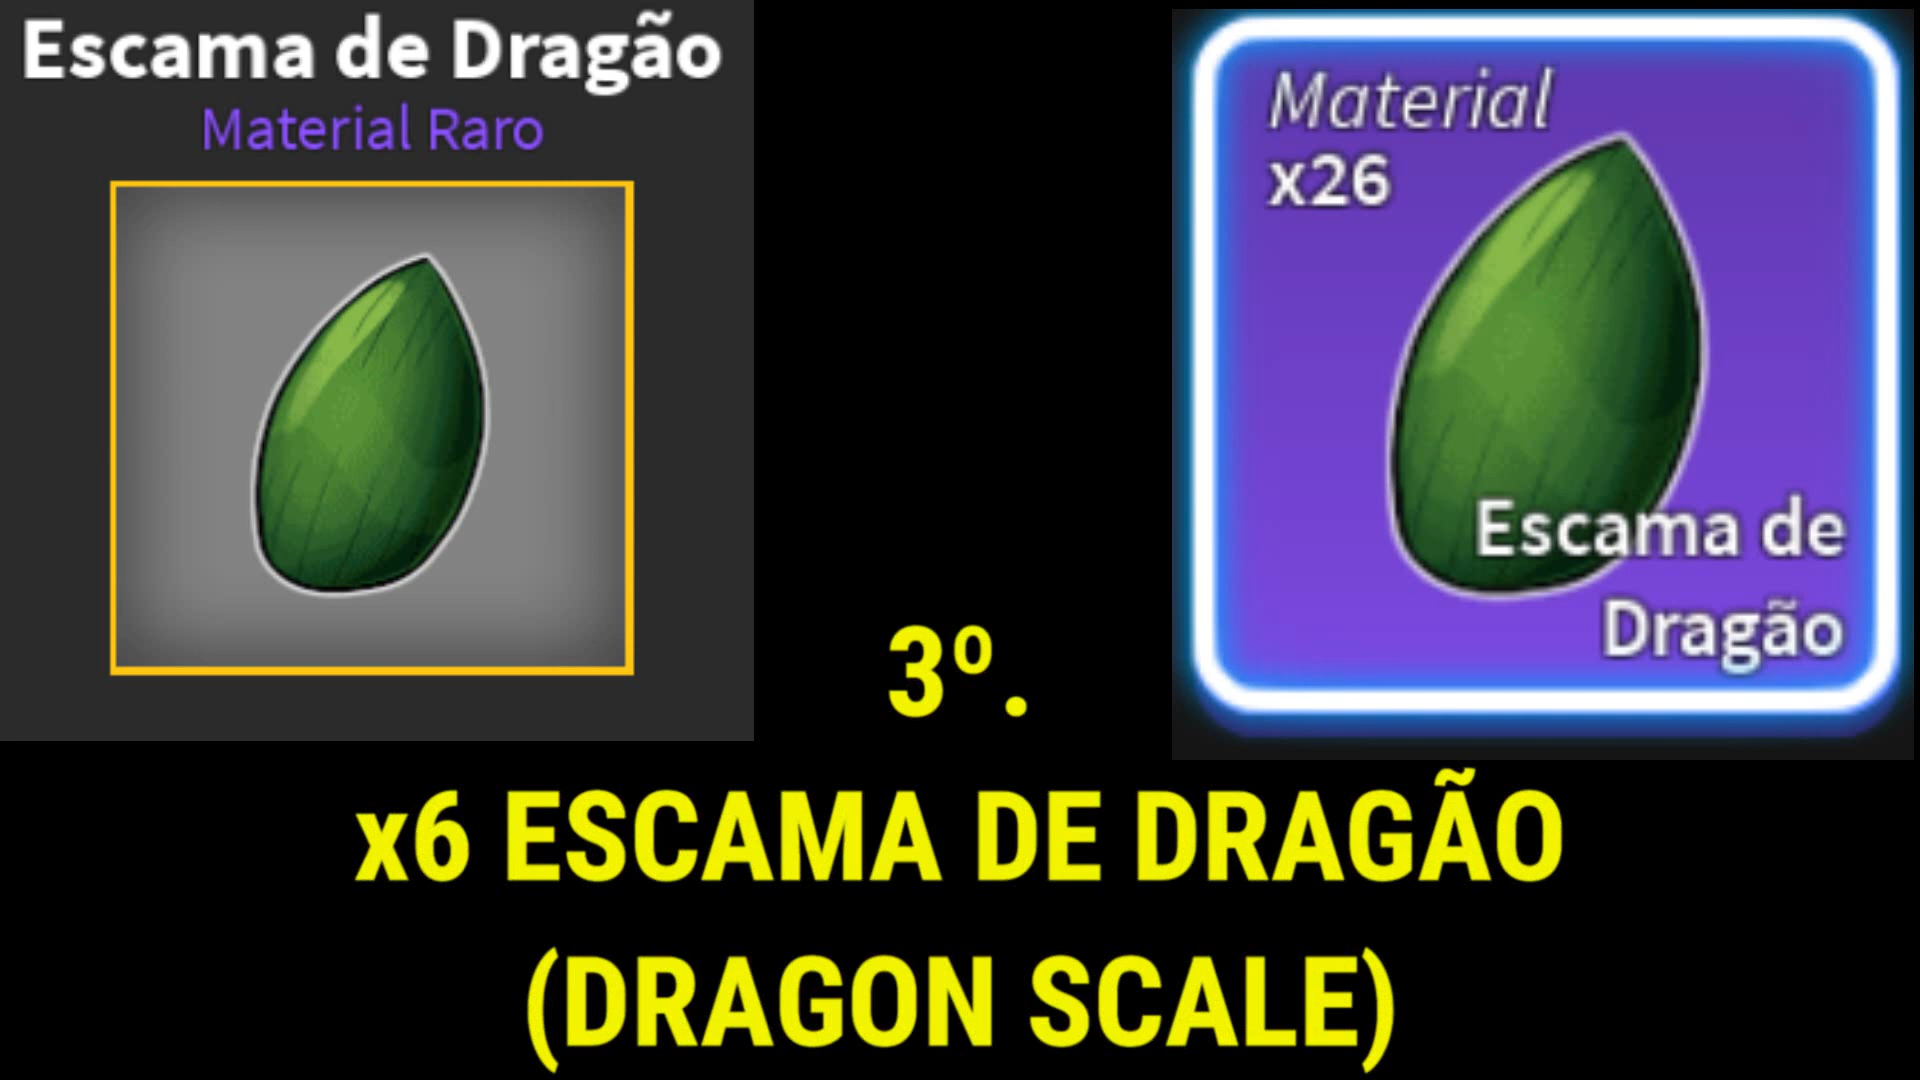 Escama de Dragão
Material Raro
Material
x26
Escama de
Dragão
3º.
x6 ESCAMA DE DRAGÃO
(DRAGON SCALE)